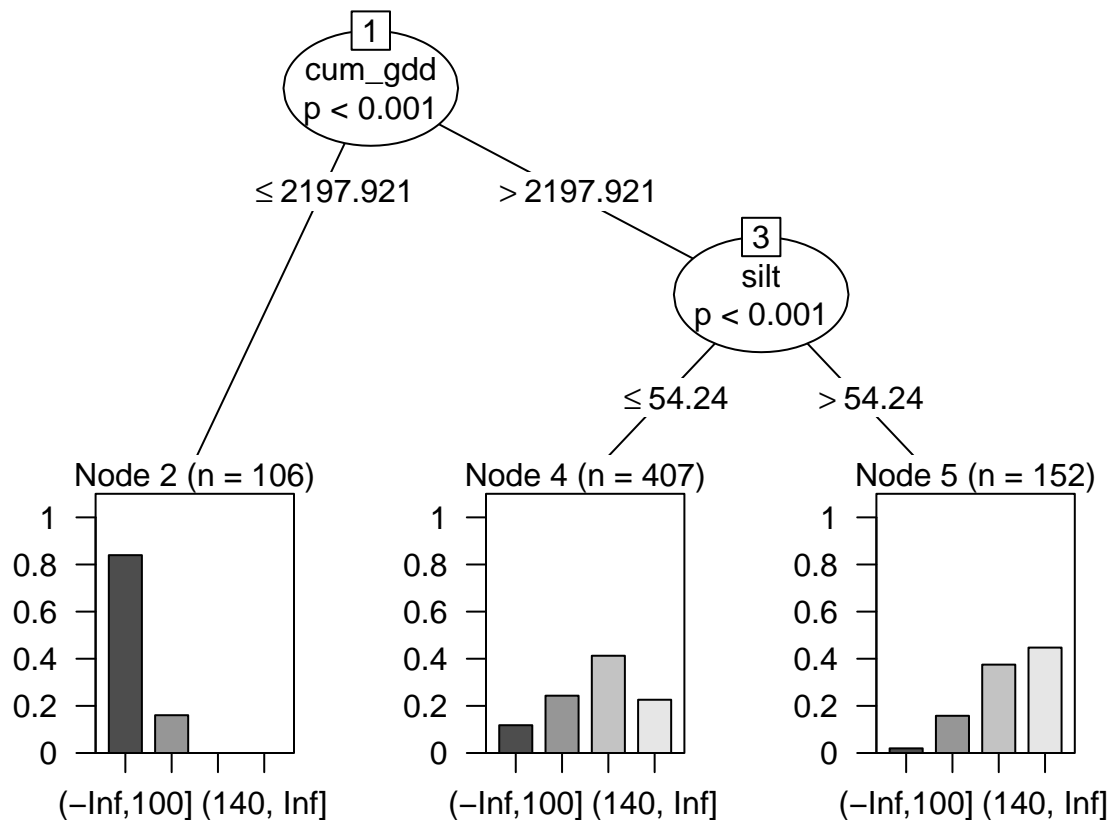 1
cum_gdd
p < 0.001
≤ 2197.921
> 2197.921
3
silt
p < 0.001
≤ 54.24
> 54.24
Node 2 (n = 106)
1
0.8
0.6
0.4
0.2
0
(−Inf,100] (140, Inf]
Node 4 (n = 407)
1
0.8
0.6
0.4
0.2
0
(−Inf,100] (140, Inf]
Node 5 (n = 152)
1
0.8
0.6
0.4
0.2
0
(−Inf,100] (140, Inf]